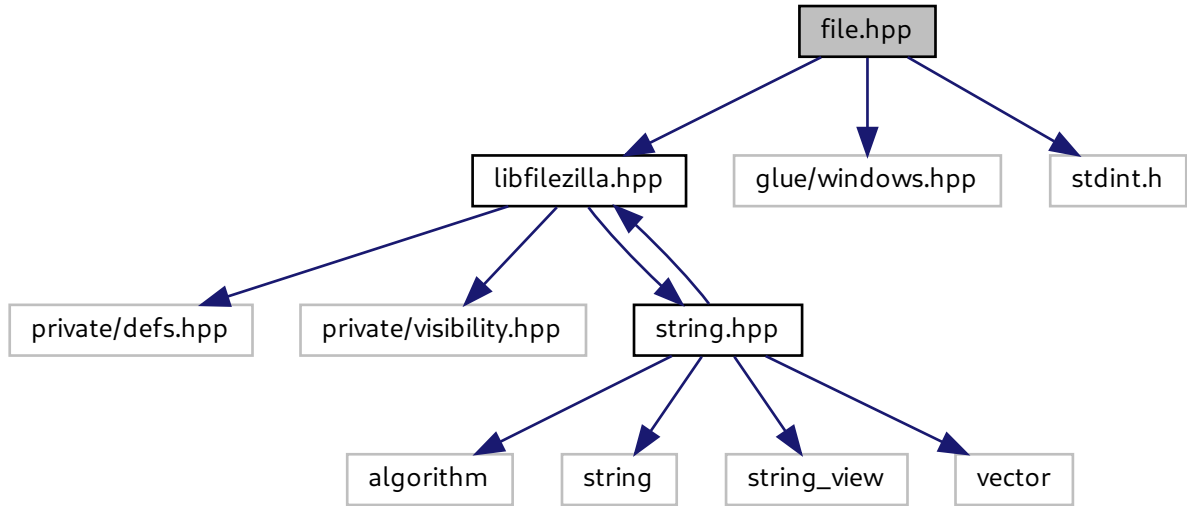 file.hpp
libfilezilla.hpp
glue/windows.hpp
stdint.h
private/defs.hpp
private/visibility.hpp
string.hpp
algorithm
string
string_view
vector